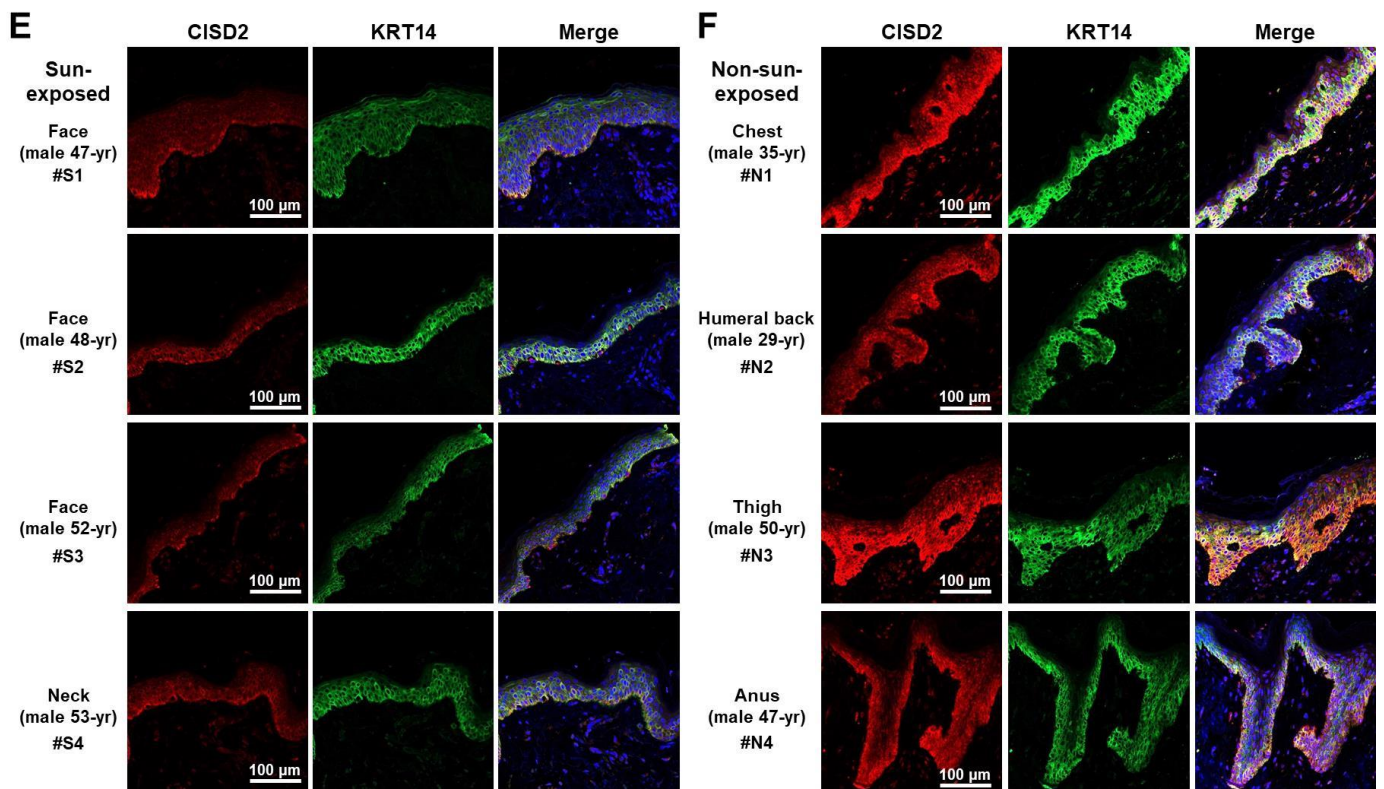 E
CISD2 KRT14 Merge
Sun-
exposed
Face
(male 47-yr)
#S1
100 µm
Face
(male 48-yr)
#S2
100 µm
Face
(male 52-yr)
#S3
100 µm
Neck
(male 53-yr)
#S4
100 µm
F
CISD2 KRT14 Merge
Non-sun-
exposed
Chest
(male 35-yr)
#N1
100 µm
Humeral back
(male 29-yr)
#N2
100 µm
Thigh
(male 50-yr)
#N3
100 µm
Anus
(male 47-yr)
#N4
100 µm